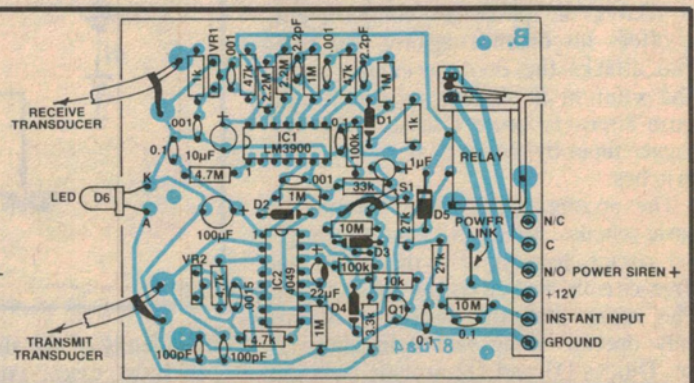 B.
1k
VR1
.001
47k
2.2M
2.2pF
2.2M
1M
47k
2.2pF
1M
D1
RECEIVE
TRANSDUCER
.001
0.1
10µF
IC1
LM3900
0.1
100k
1k
RELAY
4.7M
1
.001
1µF
LED
D6
K
A
1M
33k
S1
D2
27k
D5
POWER
LINK
N/C
C
N/O POWER SIREN +
+12V
INSTANT INPUT
GROUND
100µF
10M
D3
1
IC2
4049
100k
27k
10k
VR2
4.7k
.0015
22µF
D4
Q1
10M
TRANSMIT
TRANSDUCER
100pF
100pF
4.7k
1M
3.3k
0.1
0.1
87da4